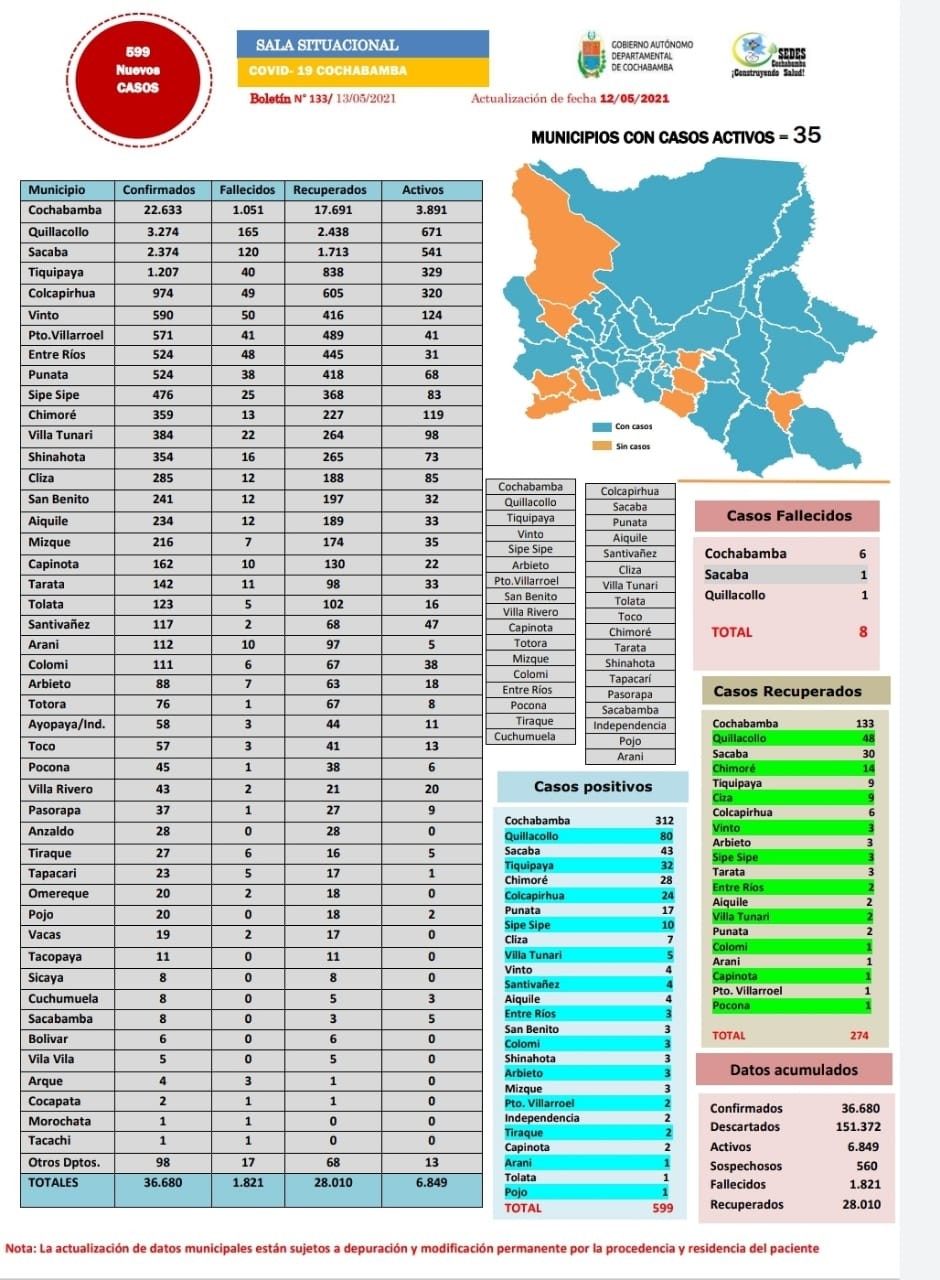 599
Nuevos
CASOS
SALA SITUACIONAL
COVID- 19 COCHABAMBA
Boletín N° 133/ 13/05/2021
Actualización de fecha 12/05/2021
GOBIERNO AUTÓNOMO
DEPARTAMENTAL
DE COCHABAMBA
SEDES
Cochabamba
¡Construyendo Salud!
MUNICIPIOS CON CASOS ACTIVOS = 35
Municipio Confirmados Fallecidos Recuperados Activos
Cochabamba 22.633 1.051 17.691 3.891
Quillacollo 3.274 165 2.438 671
Sacaba 2.374 120 1.713 541
Tiquipaya 1.207 40 838 329
Colcapirhua 974 49 605 320
Vinto 590 50 416 124
Pto.Villarroel 571 41 489 41
Entre Ríos 524 48 445 31
Punata 524 38 418 68
Sipe Sipe 476 25 368 83
Chimoré 359 13 227 119
Villa Tunari 384 22 264 98
Shinahota 354 16 265 73
Cliza 285 12 188 85
San Benito 241 12 197 32
Aiquile 234 12 189 33
Mizque 216 7 174 35
Capinota 162 10 130 22
Tarata 142 11 98 33
Tolata 123 5 102 16
Santivañez 117 2 68 47
Arani 112 10 97 5
Colomi 111 6 67 38
Arbieto 88 7 63 18
Totora 76 1 67 8
Ayopaya/Ind. 58 3 44 11
Toco 57 3 41 13
Pocona 45 1 38 6
Villa Rivero 43 2 21 20
Pasorapa 37 1 27 9
Anzaldo 28 0 28 0
Tiraque 27 6 16 5
Tapacari 23 5 17 1
Omereque 20 2 18 0
Pojo 20 0 18 2
Vacas 19 2 17 0
Tacopaya 11 0 11 0
Sicaya 8 0 8 0
Cuchumuela 8 0 5 3
Sacabamba 8 0 3 5
Bolivar 6 0 6 0
Vila Vila 5 0 5 0
Arque 4 3 1 0
Cocapata 2 1 1 0
Morochata 1 1 0 0
Tacachi 1 1 0 0
Otros Dptos. 98 17 68 13
TOTALES 36.680 1.821 28.010 6.849
Con casos
Sin casos
Cochabamba
Quillacollo
Tiquipaya
Vinto
Sipe Sipe
Arbieto
Pto.Villarroel
San Benito
Villa Rivero
Capinota
Totora
Mizque
Colomi
Entre Ríos
Pocona
Tiraque
Cuchumuela
Colcapirhua
Sacaba
Punata
Aiquile
Santivañez
Cliza
Villa Tunari
Tolata
Toco
Chimoré
Tarata
Shinahota
Tapacarí
Pasorapa
Sacabamba
Independencia
Pojo
Arani
Casos positivos
Cochabamba 312
Quillacollo 80
Sacaba 43
Tiquipaya 32
Chimoré 28
Colcapirhua 24
Punata 17
Sipe Sipe 10
Cliza 7
Villa Tunari 5
Vinto 4
Santivañez 4
Aiquile 4
Entre Ríos 3
San Benito 3
Colomi 3
Shinahota 3
Arbieto 3
Mizque 3
Pto. Villarroel 2
Independencia 2
Tiraque 2
Capinota 2
Arani 1
Tolata 1
Pojo 1
TOTAL 599
Casos Fallecidos
Cochabamba 6
Sacaba 1
Quillacollo 1
TOTAL 8
Casos Recuperados
Cochabamba 133
Quillacollo 48
Sacaba 30
Chimoré 14
Tiquipaya 9
Ciza 9
Colcapirhua 6
Vinto 3
Arbieto 3
Sipe Sipe 3
Tarata 3
Entre Ríos 2
Aiquile 2
Villa Tunari 2
Punata 2
Colomi 1
Arani 1
Capinota 1
Pto. Villarroel 1
Pocona 1
TOTAL 274
Datos acumulados
Confirmados 36.680
Descartados 151.372
Activos 6.849
Sospechosos 560
Fallecidos 1.821
Recuperados 28.010
Nota: La actualización de datos municipales están sujetos a depuración y modificación permanente por la procedencia y residencia del paciente